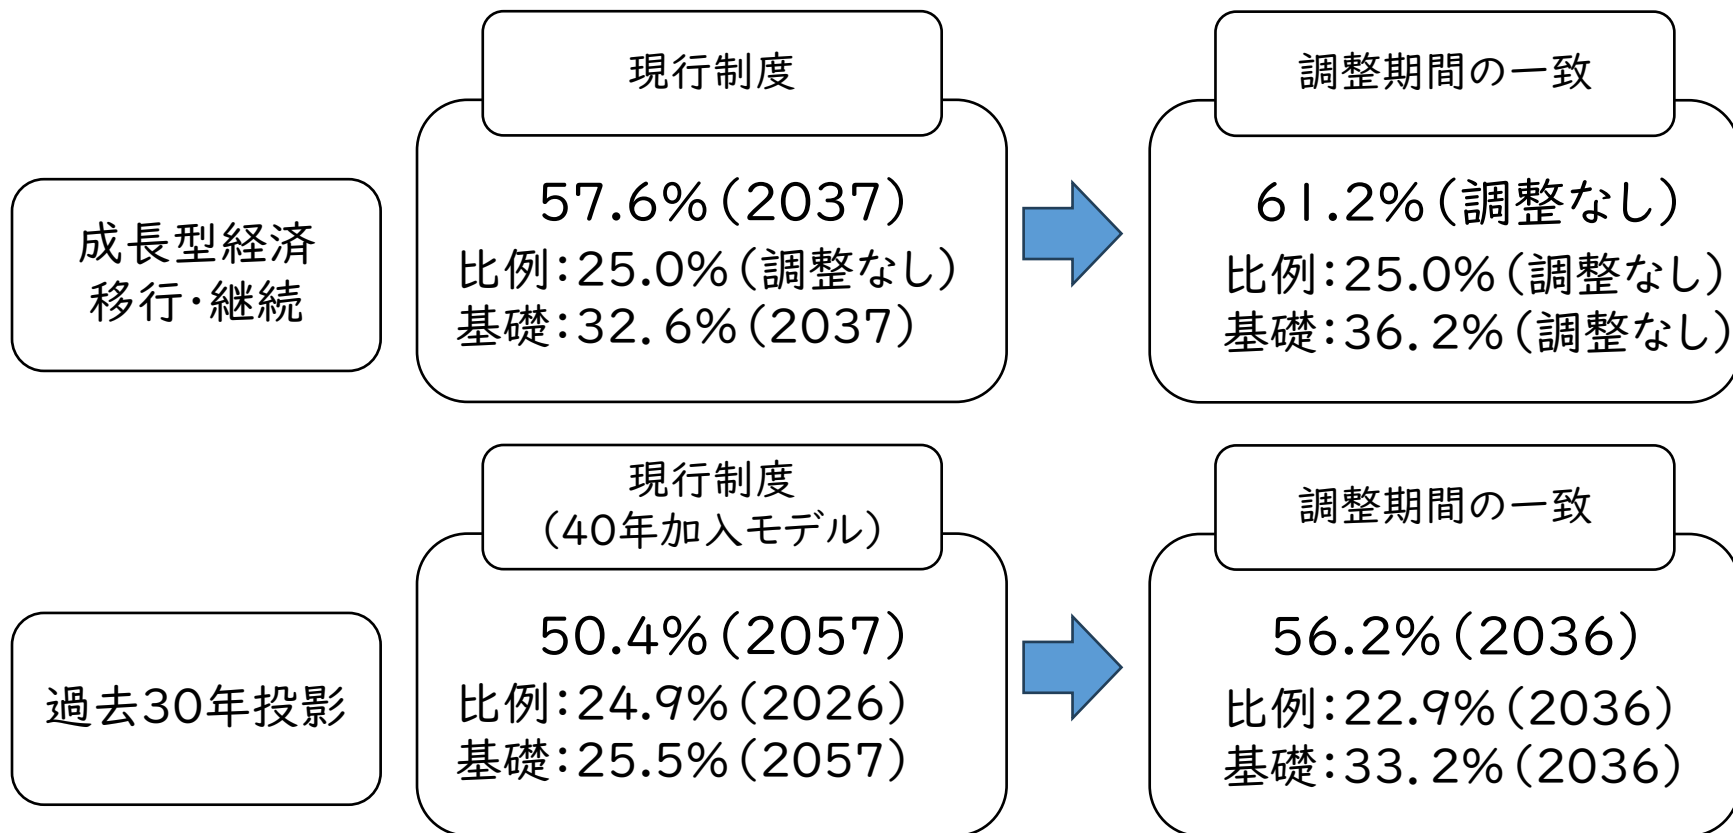 現行制度
調整期間の一致
成長型経済
移行・継続
57.6%(2037)
比例:25.0%(調整なし)
基礎:32.6%(2037)
61.2%(調整なし)
比例:25.0%(調整なし)
基礎:36.2%(調整なし)
現行制度
(40年加入モデル)
調整期間の一致
過去30年投影
50.4%(2057)
比例:24.9%(2026)
基礎:25.5%(2057)
56.2%(2036)
比例:22.9%(2036)
基礎:33.2%(2036)